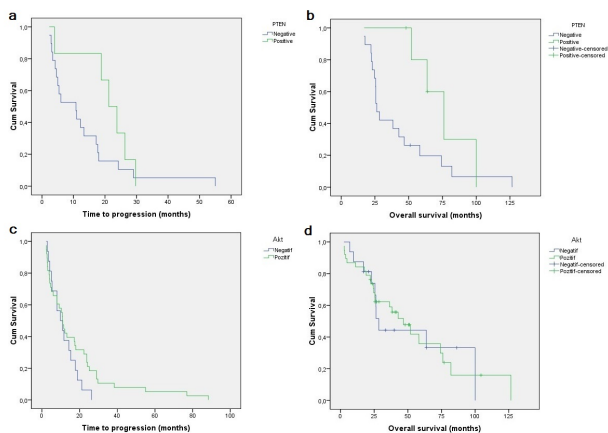 a
PTEN
Negative
Positive
Cum Survival
1,0
0,8
0,6
0,4
0,2
0,0
0 10 20 30 40 50 60
Time to progression (months)
b
PTEN
Negative
Positive
Negative-censored
Positive-censored
Cum Survival
1,0
0,8
0,6
0,4
0,2
0,0
0 25 50 75 100 125
Overall survival (months)
c
Akt
Negatif
Pozitif
Cum Survival
1,0
0,8
0,6
0,4
0,2
0,0
0 20 40 60 80 100
Time to progression (months)
d
Akt
Negatif
Pozitif
Negatif-censored
Pozitif-censored
Cum Survival
1,0
0,8
0,6
0,4
0,2
0,0
0 25 50 75 100 125
Overall survival (months)